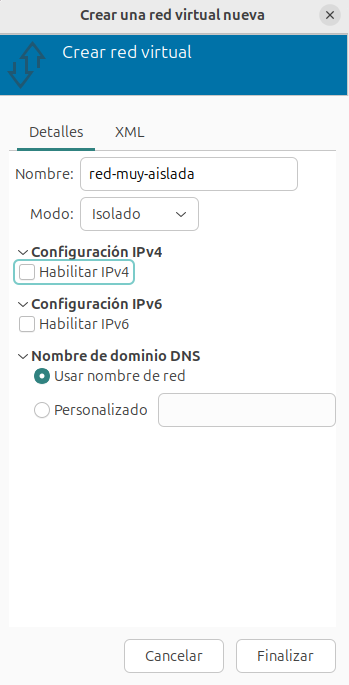 Crear una red virtual nueva
Crear red virtual
Detalles XML
Nombre: red-muy-aislada
Modo: Isolado
Configuración IPv4
Habilitar IPv4
Configuración IPv6
Habilitar IPv6
Nombre de dominio DNS
Usar nombre de red
Personalizado
Cancelar Finalizar